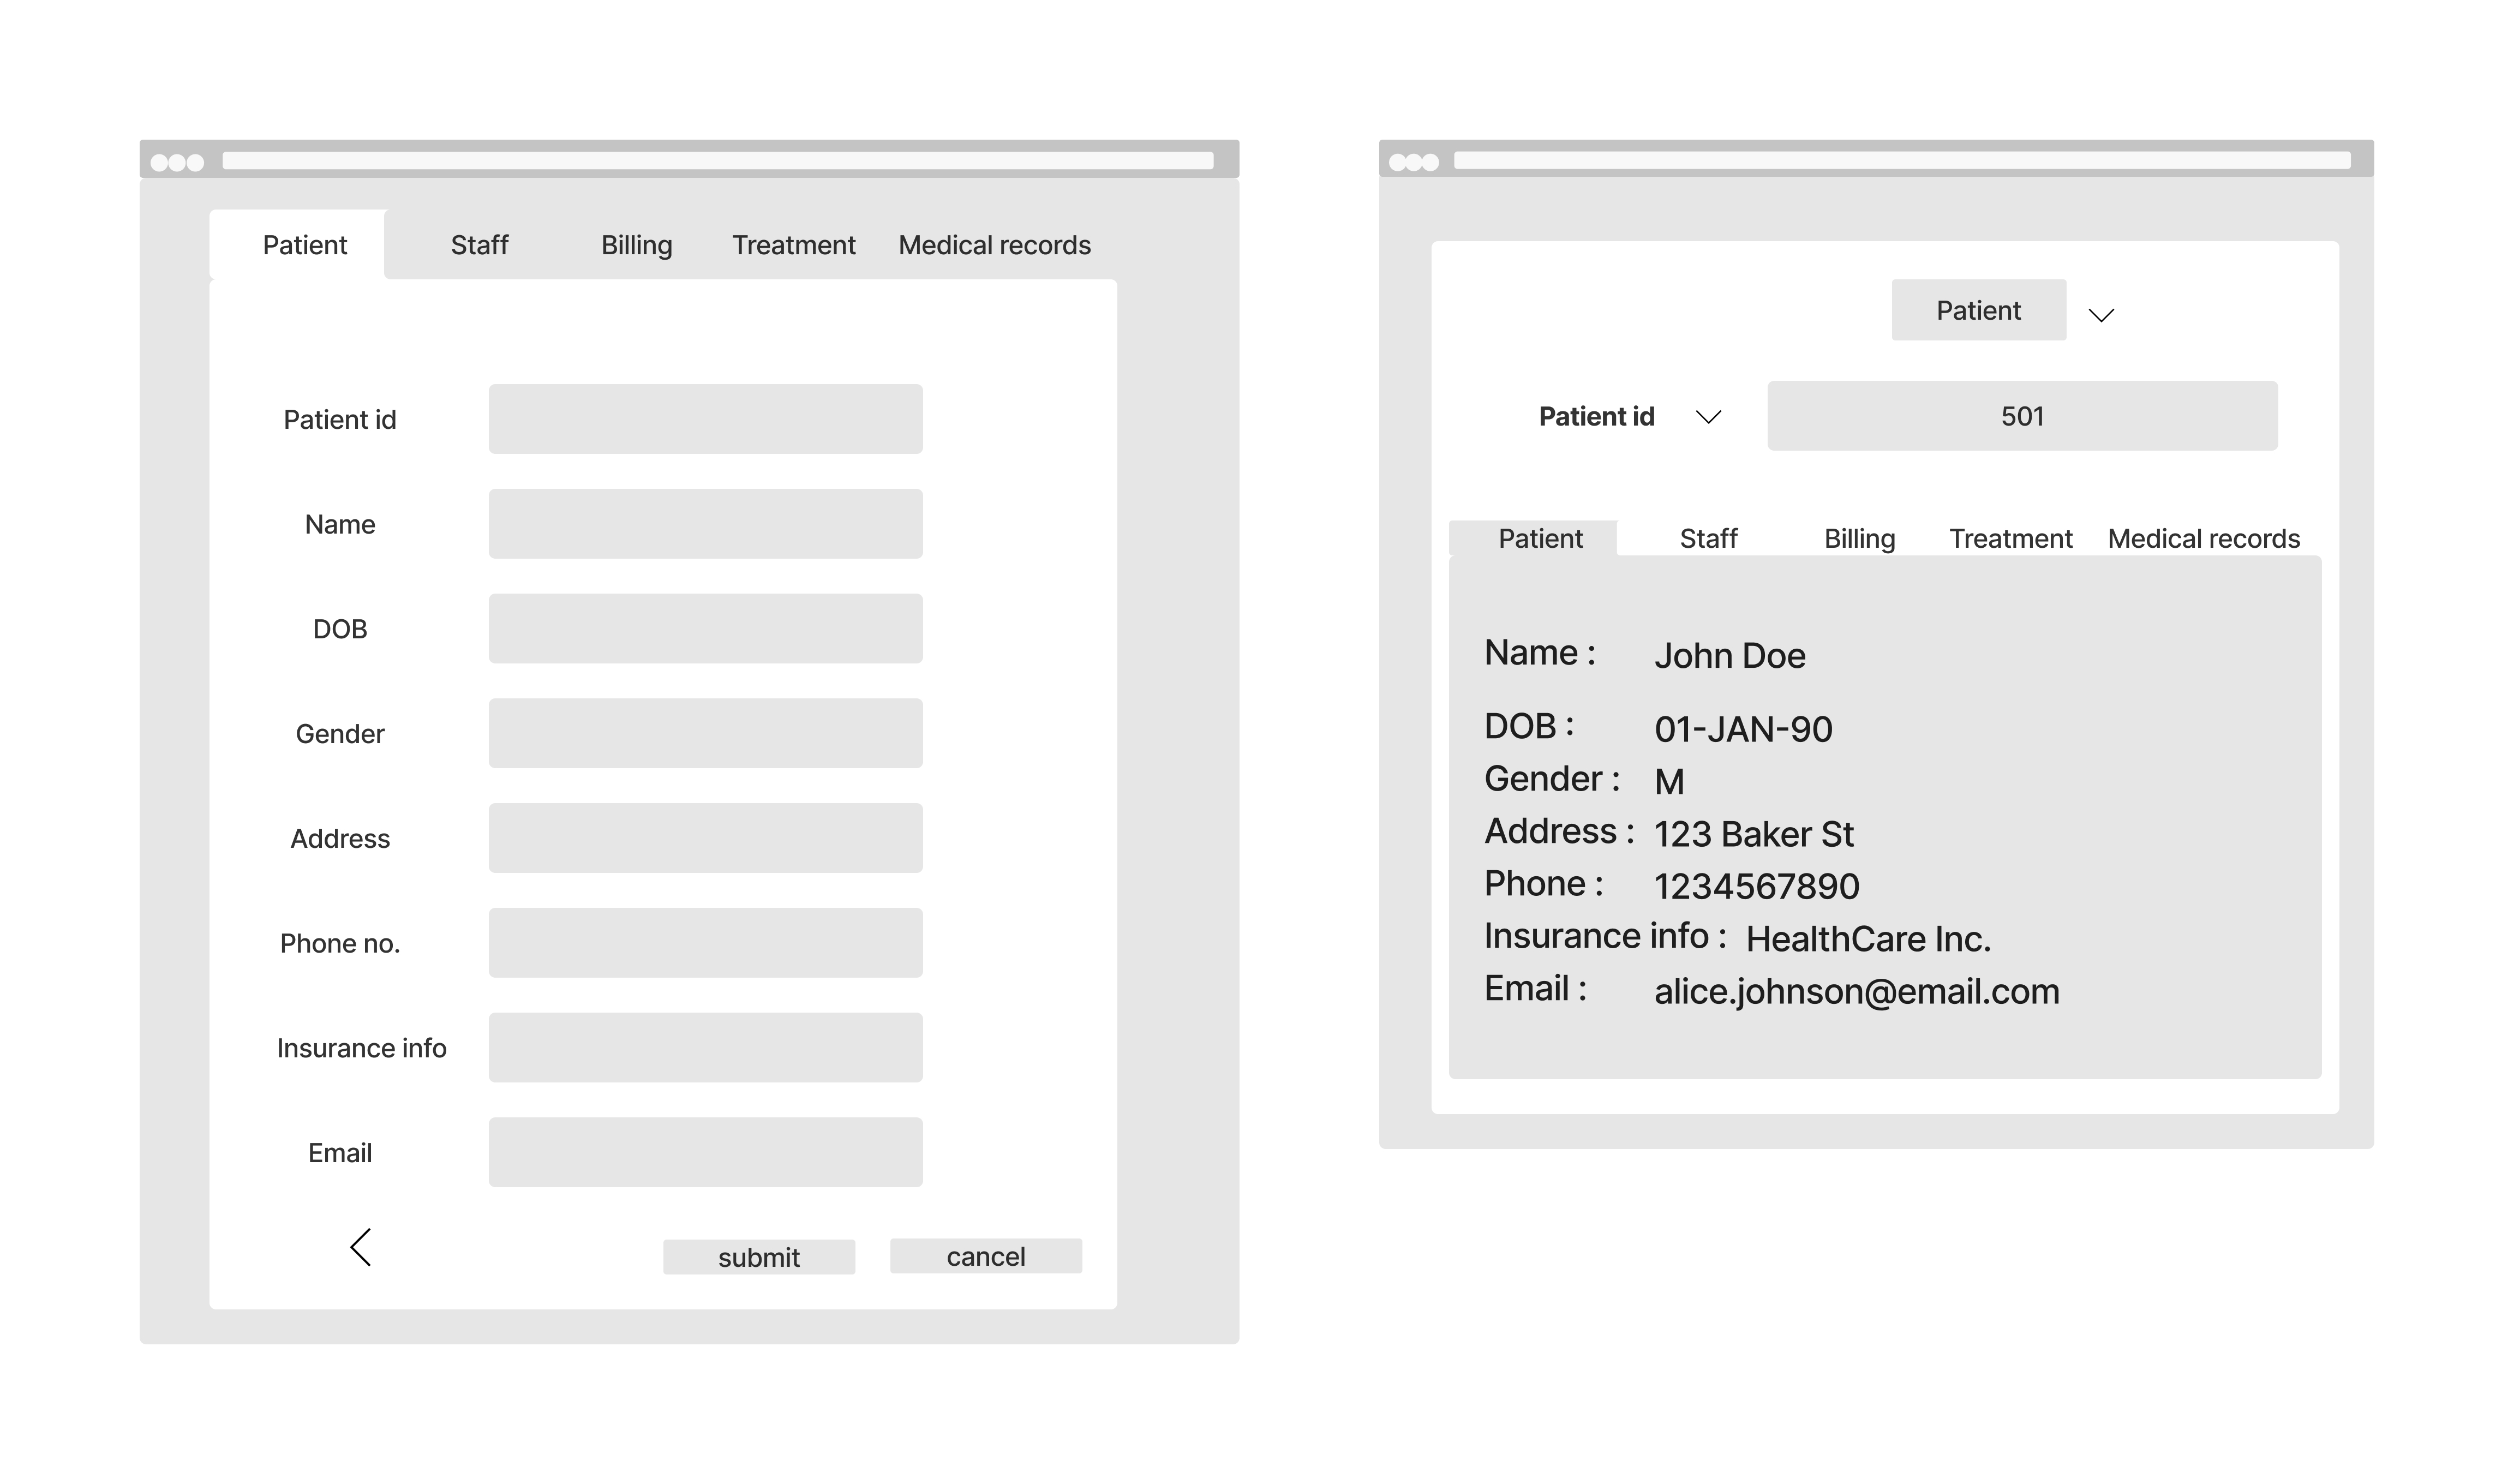 Patient Staff Billing Treatment Medical records
Patient id
Name
DOB
Gender
Address
Phone no.
Insurance info
Email
submit cancel
Patient
Patient id 501
Patient Staff Billing Treatment Medical records
Name : John Doe
DOB : 01-JAN-90
Gender : M
Address : 123 Baker St
Phone : 1234567890
Insurance info : HealthCare Inc.
Email : alice.johnson@email.com